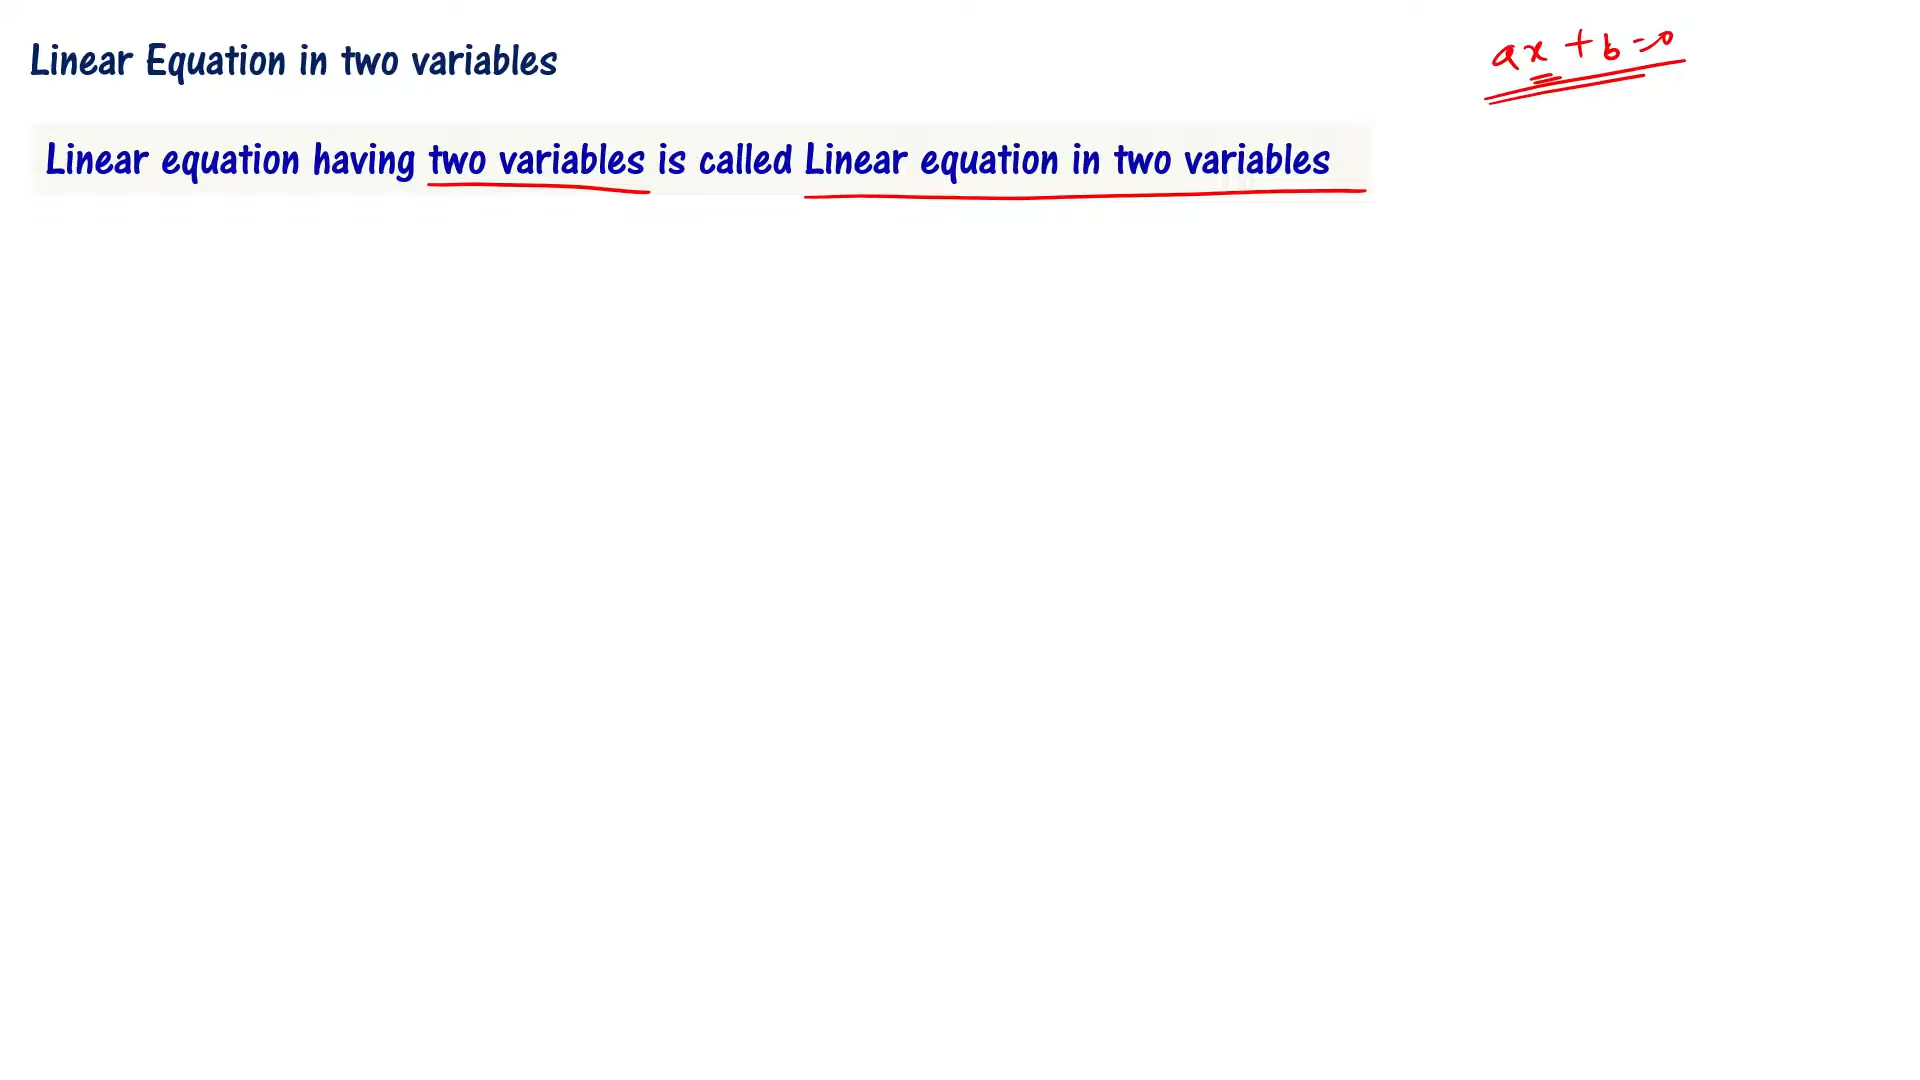 Linear Equation in two variables
ax + b = 0
Linear equation having two variables is called Linear equation in two variables